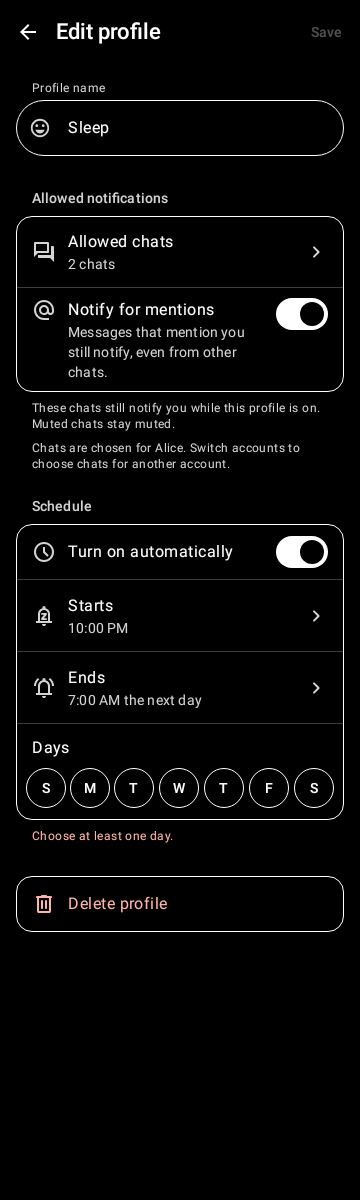 Edit profile
Save
Profile name
Sleep
Allowed notifications
Allowed chats
2 chats
Notify for mentions
Messages that mention you
still notify, even from other
chats.
These chats still notify you while this profile is on.
Muted chats stay muted.
Chats are chosen for Alice. Switch accounts to
choose chats for another account.
Schedule
Turn on automatically
Starts
10:00 PM
Ends
7:00 AM the next day
Days
S M T W T F S
Choose at least one day.
Delete profile